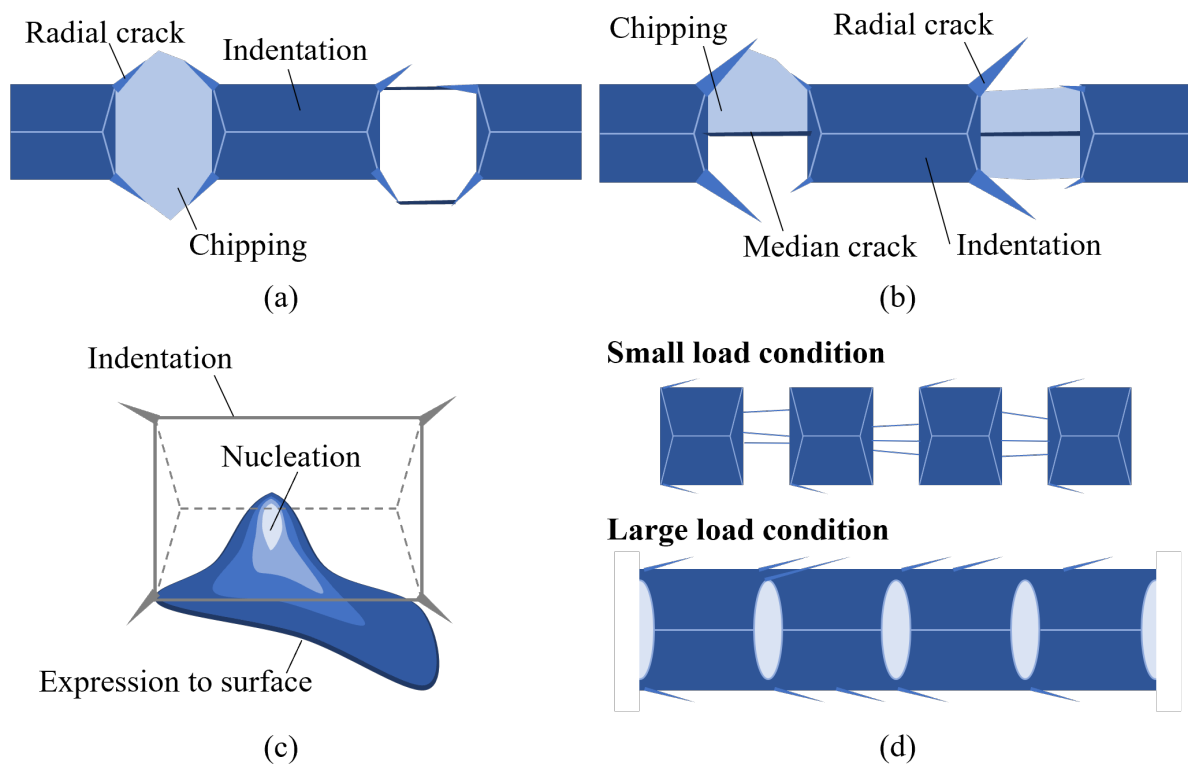 Radial crack
Indentation
Chipping
(a)
Chipping
Radial crack
Median crack
Indentation
(b)
Indentation
Nucleation
Expression to surface
(c)
Small load condition
Large load condition
(d)